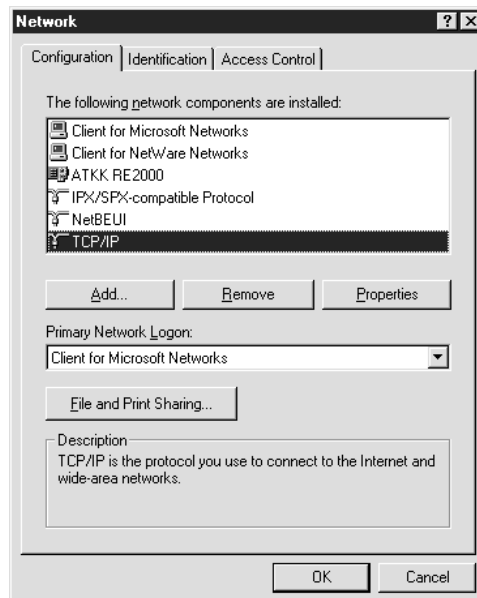 Network
Configuration Identification Access Control
The following network components are installed:
Client for Microsoft Networks
Client for NetWare Networks
ATKK RE2000
IPX/SPX-compatible Protocol
NetBEUI
TCP/IP
Add... Remove Properties
Primary Network Logon:
Client for Microsoft Networks
File and Print Sharing...
Description
TCP/IP is the protocol you use to connect to the Internet and
wide-area networks.
OK Cancel